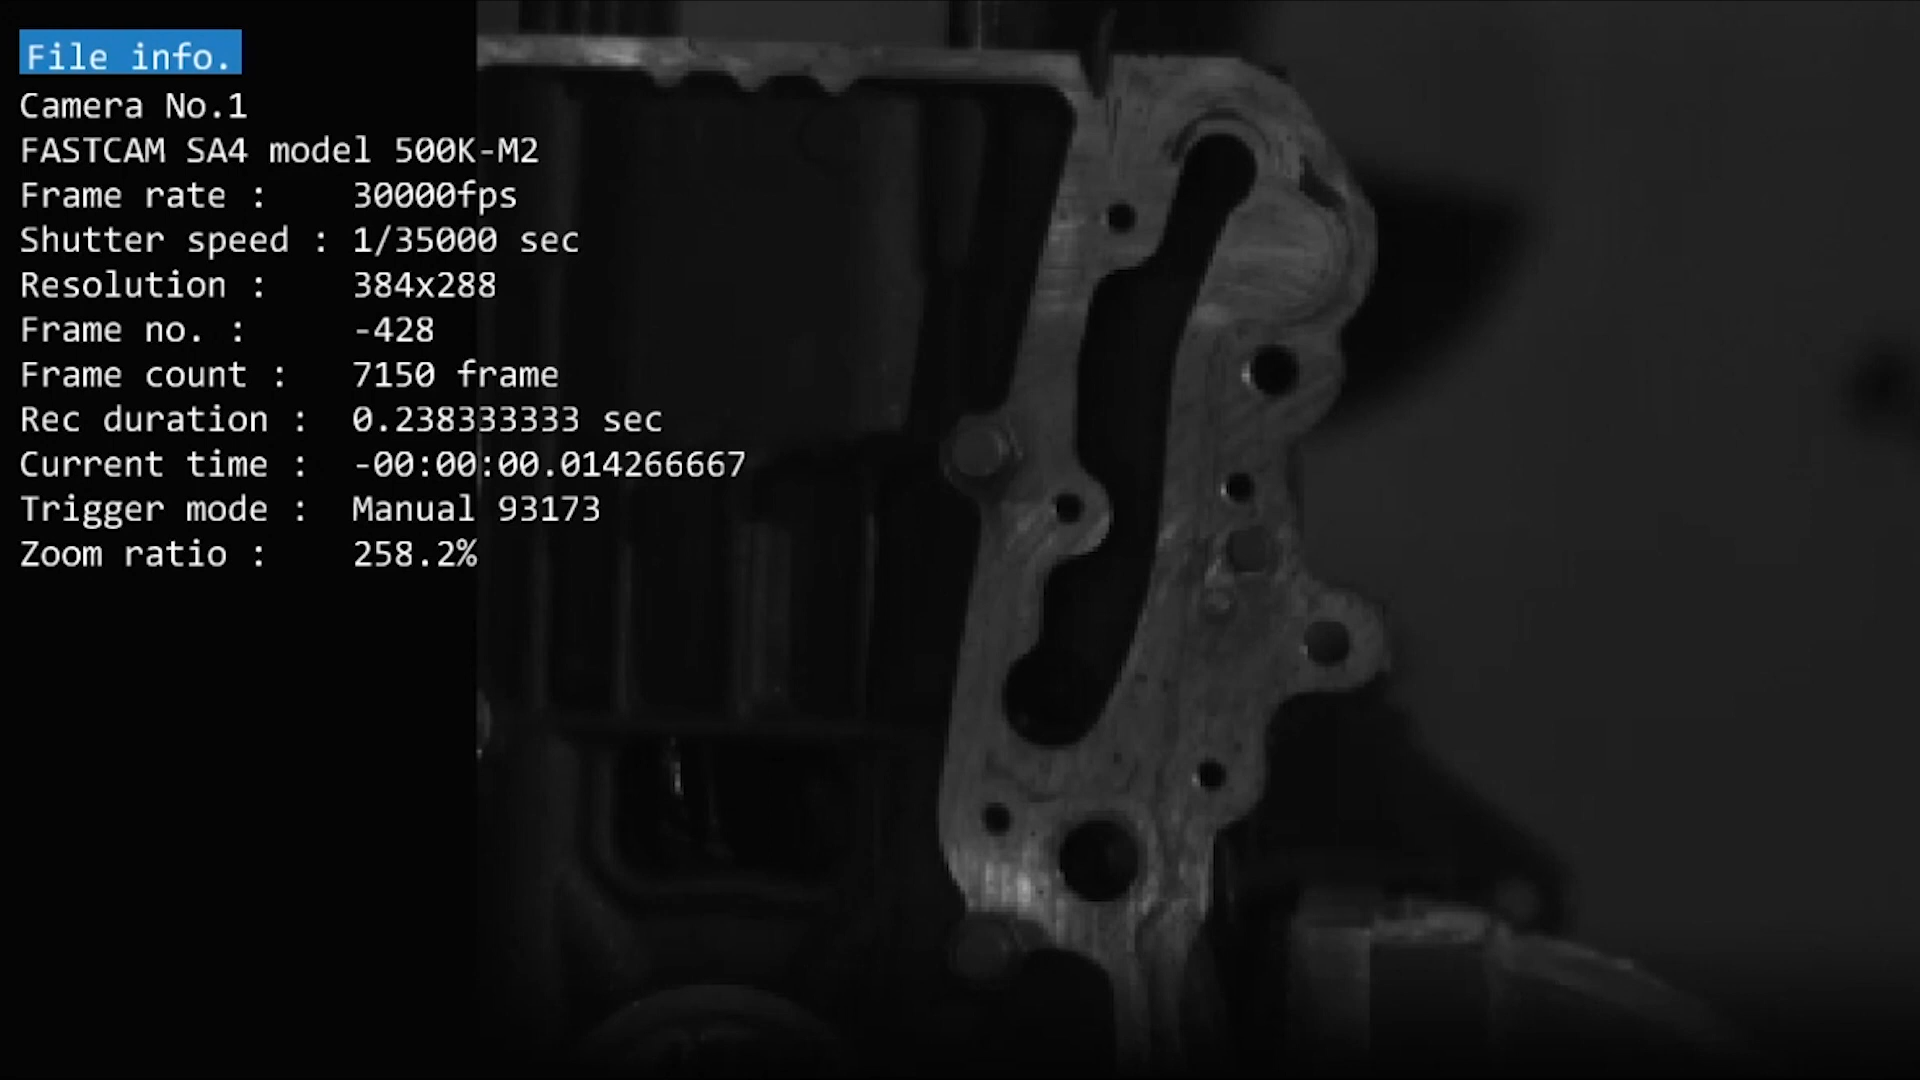 File info.
Camera No.1
FASTCAM SA4 model 500K-M2
Frame rate : 30000fps
Shutter speed : 1/35000 sec
Resolution : 384x288
Frame no. : -428
Frame count : 7150 frame
Rec duration : 0.238333333 sec
Current time : -00:00:00.014266667
Trigger mode : Manual 93173
Zoom ratio : 258.2%